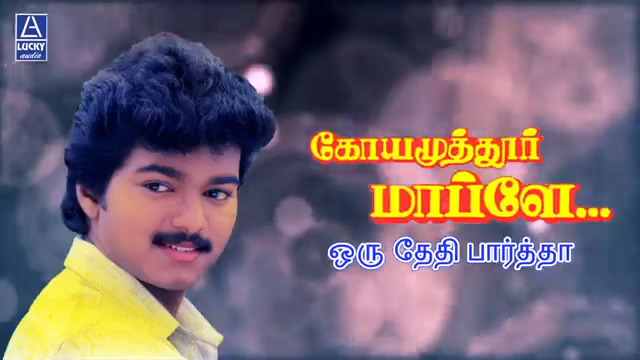 A
LUCKY
audio
கோயமுத்தூர்
மாப்ளே...
ஒரு தேதி பார்த்தா